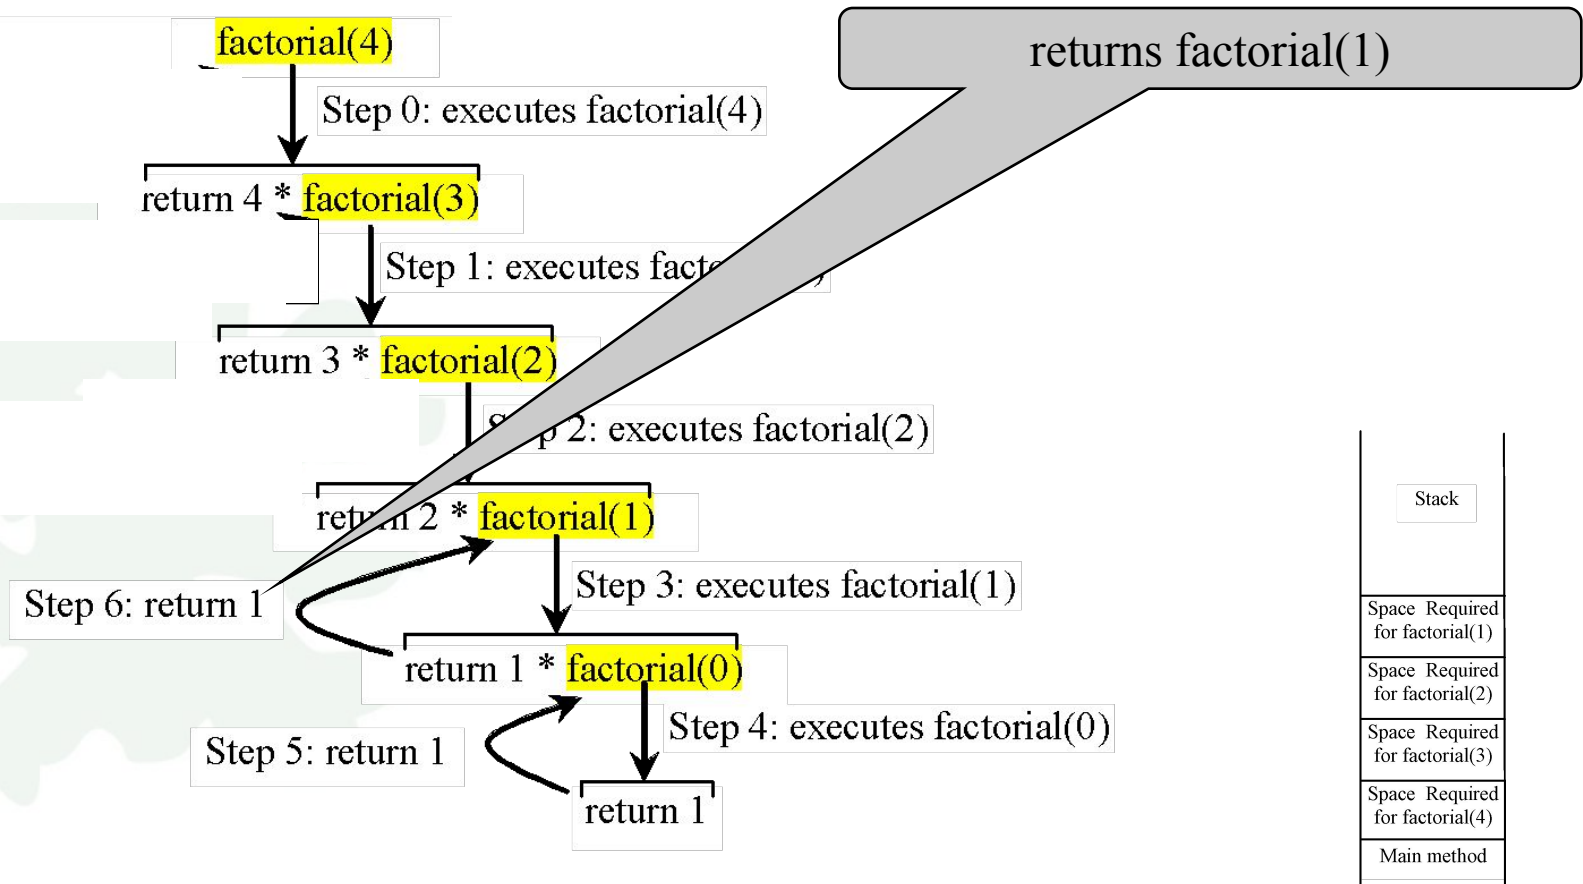 returns factorial(1)
factorial(4)
Step 0: executes factorial(4)
return 4 * factorial(3)
Step 1: executes
return 3 * factorial(2)
2: executes factorial(2)
return 2 * factorial(1)
Step 6: return 1
Step 3: executes factorial(1)
return 1 * factorial(0)
Step 4: executes factorial(0)
Step 5: return 1
return 1
Stack
Space Required
for factorial(1)
Space Required
for factorial(2)
Space Required
for factorial(3)
Space Required
for factorial(4)
Main method